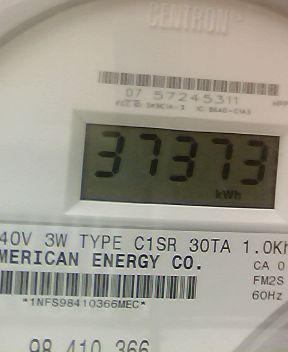 CENTRON
07 57245311
37373
kWh
40V 3W TYPE C1SR 30TA 1.0Kh
MERICAN ENERGY CO.
CA 0
FM2S
*1NFS98410366MEC*
60Hz
98 410 366